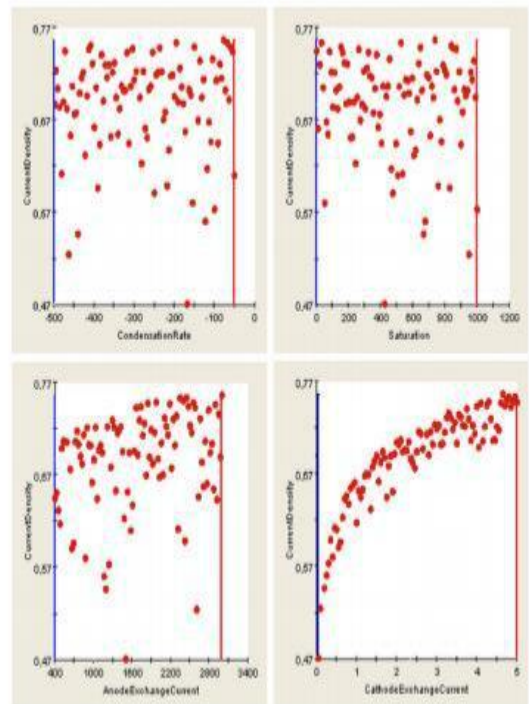 0,77
0,67
0,57
0,47
CurrentDensity
-500 -400 -300 -200 -100 0
CondensationRate
0,77
0,67
0,57
0,47
CurrentDensity
0 200 400 600 800 1000 1200
Saturation
0,77
0,67
0,57
0,47
CurrentDensity
400 1000 1600 2200 2800 3400
AnodeExchangeCurrent
0,77
0,67
0,57
0,47
CurrentDensity
0 1 2 3 4 5
CathodeExchangeCurrent